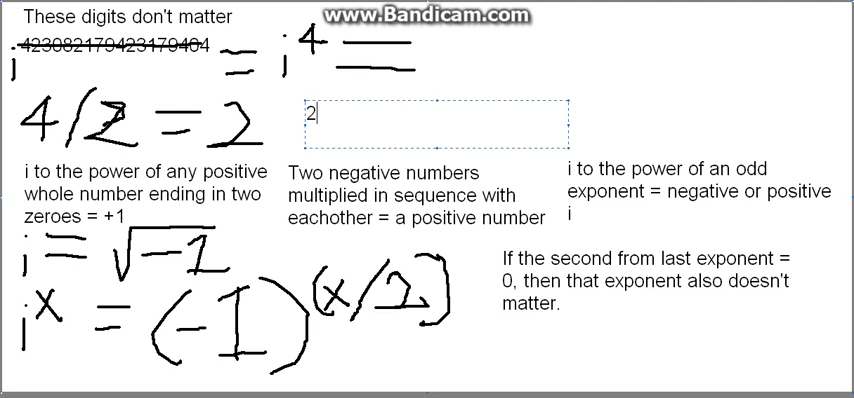 www.Bandicam.com
These digits don't matter
i^423082179423179404 = i^4 =
4/2 = 2
2
i to the power of any positive
whole number ending in two
zeroes = +1
Two negative numbers
multiplied in sequence with
eachother = a positive number
i to the power of an odd
exponent = negative or positive
i
i = √-1
i^x = (-1)^(x/2)
If the second from last exponent =
0, then that exponent also doesn't
matter.